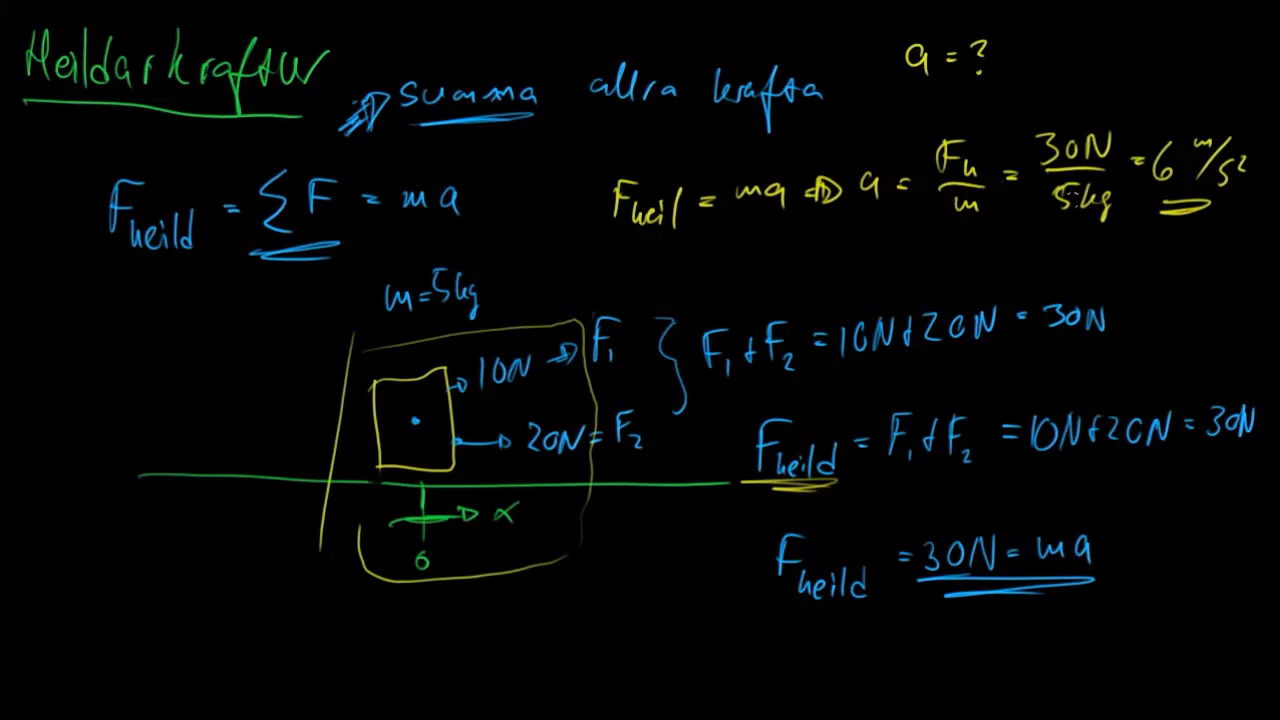 Heildarkraftur
⇒ summa allra krafta
a = ?
F_heild = ΣF = ma
F_heil = ma ⇒ a = F_h/m = 30N/5kg = 6 m/s²
m = 5kg
10N → F₁ } F₁ + F₂ = 10N + 20N = 30N
20N = F₂
F_heild = F₁ + F₂ = 10N + 20N = 30N
x
0
F_heild = 30N = ma